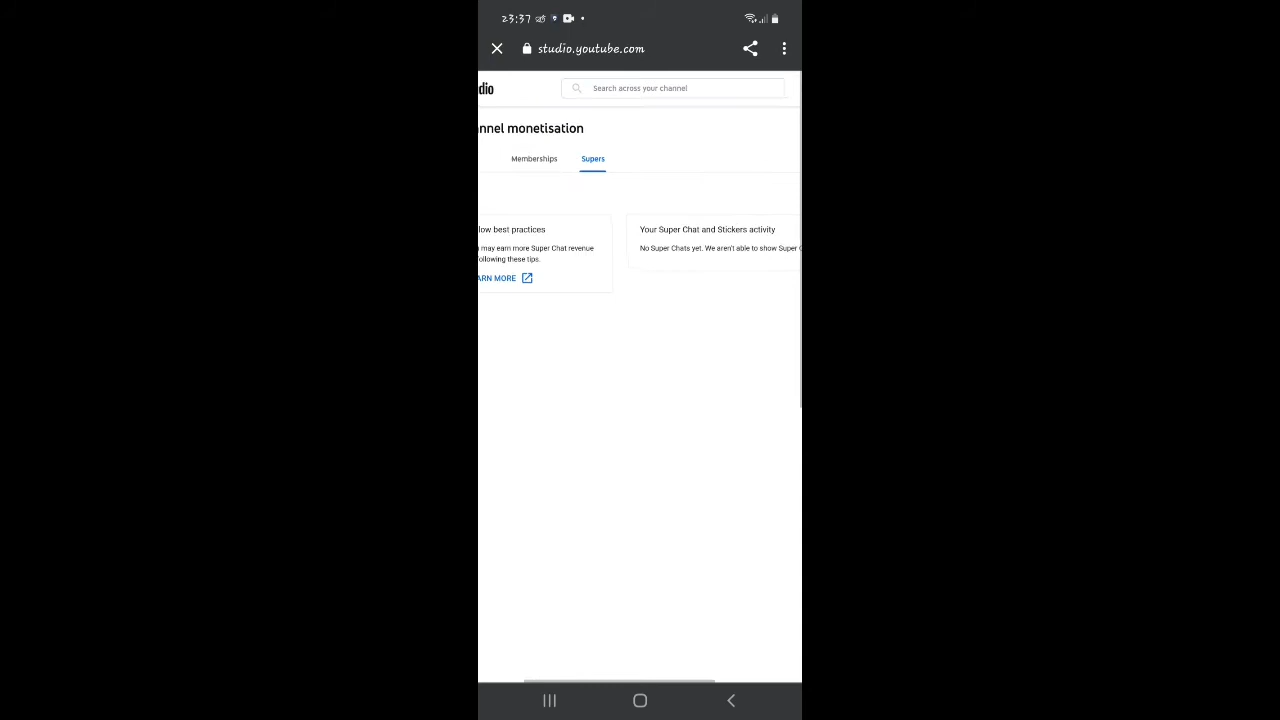 23:37
studio.youtube.com
dio
Search across your channel
nnel monetisation
Memberships
Supers
low best practices
may earn more Super Chat revenue
following these tips.
ARN MORE
Your Super Chat and Stickers activity
No Super Chats yet. We aren't able to show Super